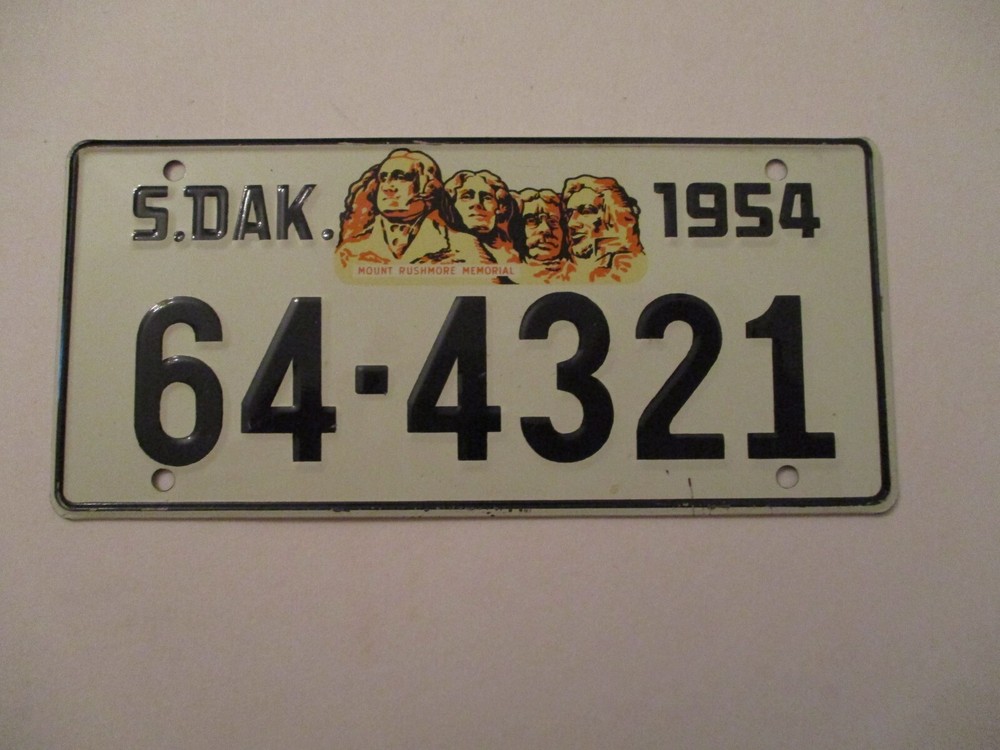 S.DAK. 1954
MOUNT RUSHMORE MEMORIAL
64-4321